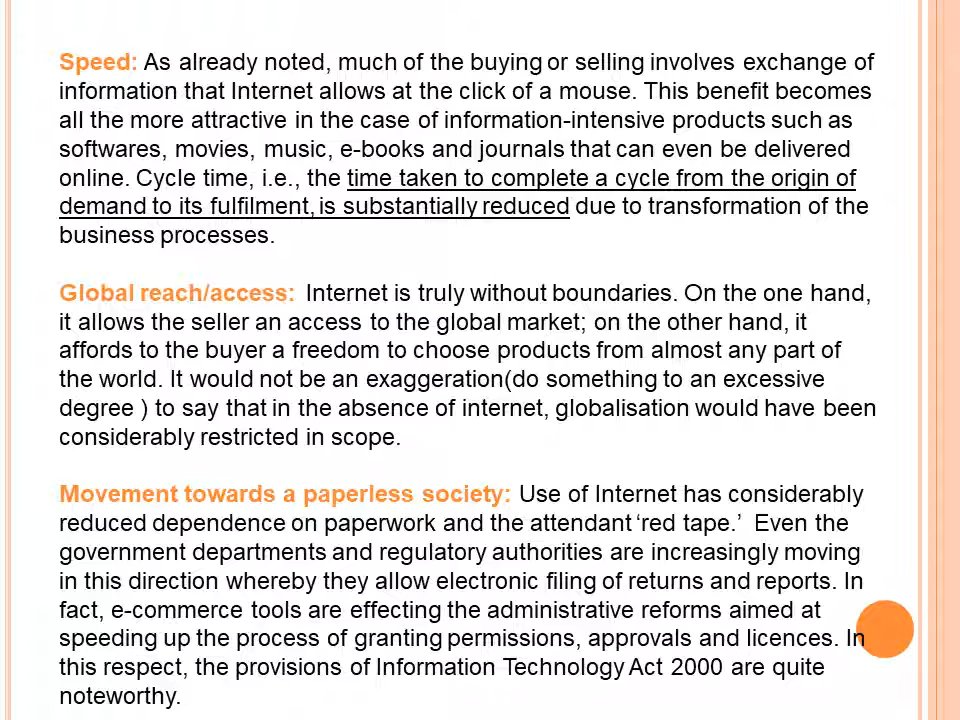 Speed: As already noted, much of the buying or selling involves exchange of
information that Internet allows at the click of a mouse. This benefit becomes
all the more attractive in the case of information-intensive products such as
softwares, movies, music, e-books and journals that can even be delivered
online. Cycle time, i.e., the time taken to complete a cycle from the origin of
demand to its fulfilment, is substantially reduced due to transformation of the
business processes.
Global reach/access: Internet is truly without boundaries. On the one hand,
it allows the seller an access to the global market; on the other hand, it
affords to the buyer a freedom to choose products from almost any part of
the world. It would not be an exaggeration(do something to an excessive
degree ) to say that in the absence of internet, globalisation would have been
considerably restricted in scope.
Movement towards a paperless society: Use of Internet has considerably
reduced dependence on paperwork and the attendant ‘red tape.’ Even the
government departments and regulatory authorities are increasingly moving
in this direction whereby they allow electronic filing of returns and reports. In
fact, e-commerce tools are effecting the administrative reforms aimed at
speeding up the process of granting permissions, approvals and licences. In
this respect, the provisions of Information Technology Act 2000 are quite
noteworthy.